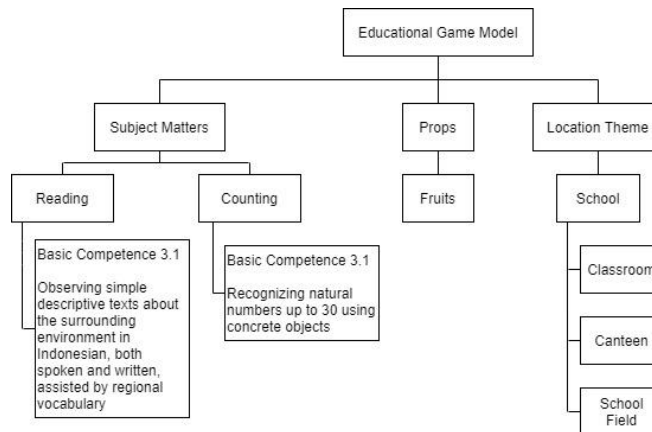 Educational Game Model
Subject Matters
Props
Location Theme
Reading
Counting
Fruits
School
Basic Competence 3.1
Observing simple
descriptive texts about
the surrounding
environment in
Indonesian, both
spoken and written,
assisted by regional
vocabulary
Basic Competence 3.1
Recognizing natural
numbers up to 30 using
concrete objects
Classroom
Canteen
School
Field